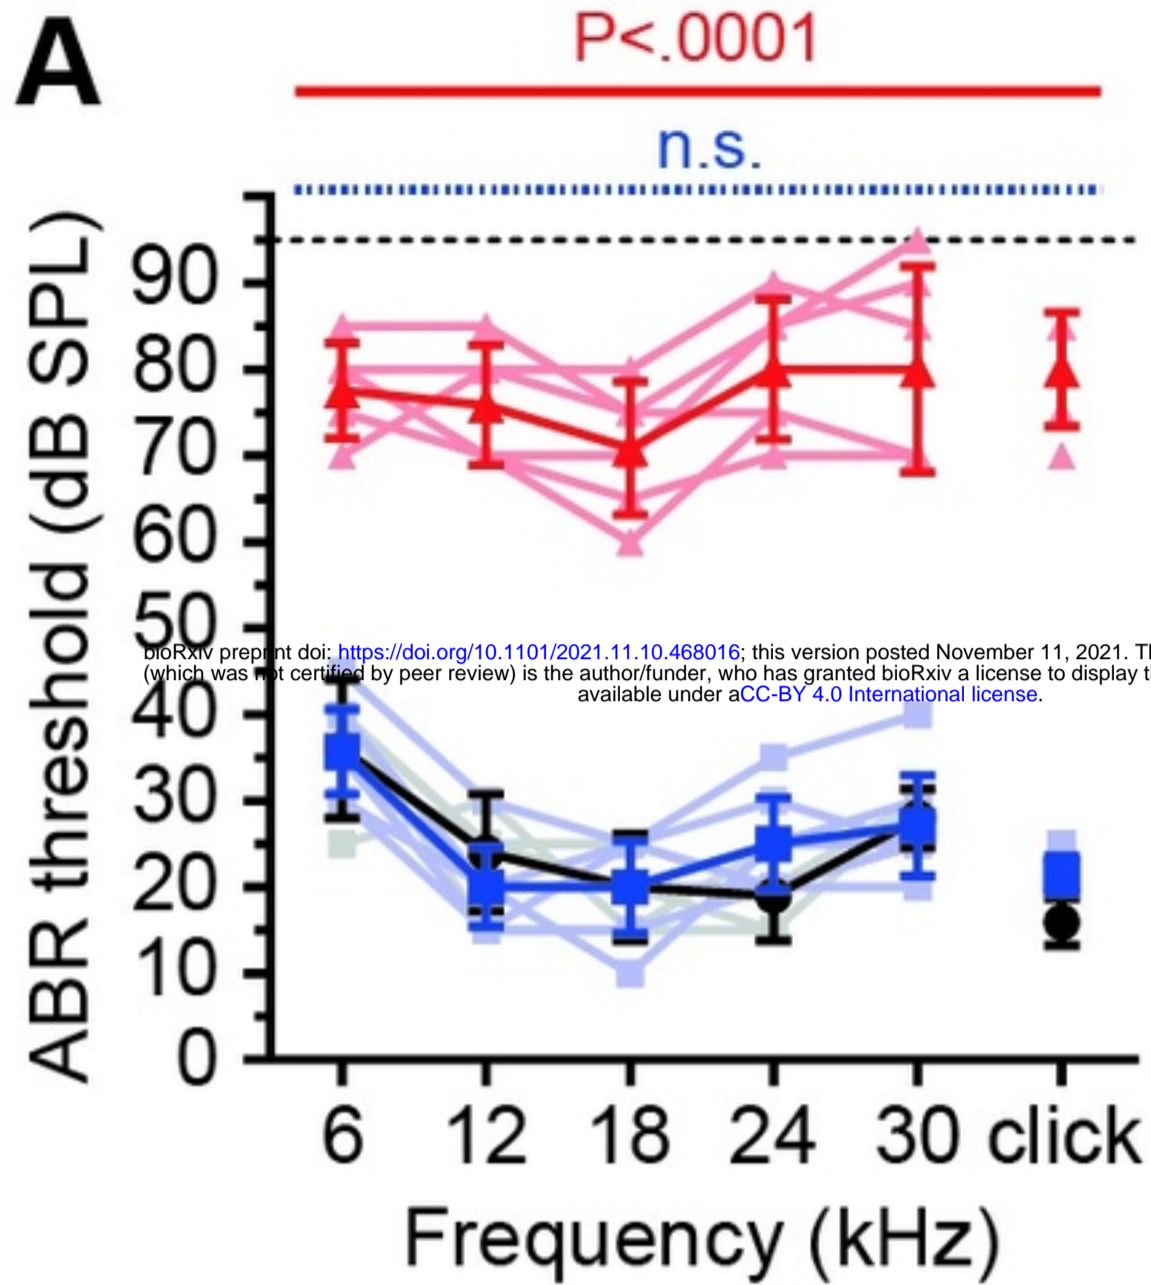 A
P<.0001
n.s.
ABR threshold (dB SPL)
90
80
70
60
50
bioRxiv preprint doi: https://doi.org/10.1101/2021.11.10.468016; this version posted November 11, 2021.
(which was not certified by peer review) is the author/funder, who has granted bioRxiv a license to display
available under aCC-BY 4.0 International license.
40
30
20
10
0
6 12 18 24 30 click
Frequency (kHz)